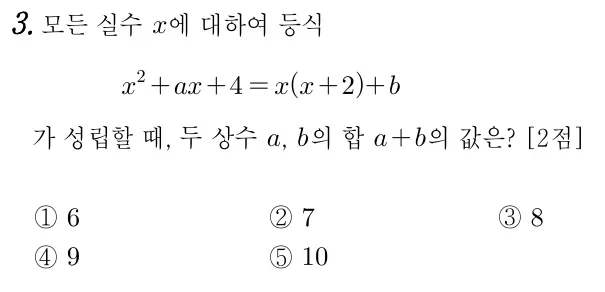 3. 모든 실수 x에 대하여 등식
x² + ax + 4 = x(x+2) + b
가 성립할 때, 두 상수 a, b의 합 a+b의 값은? [2점]
① 6 ② 7 ③ 8
④ 9 ⑤ 10